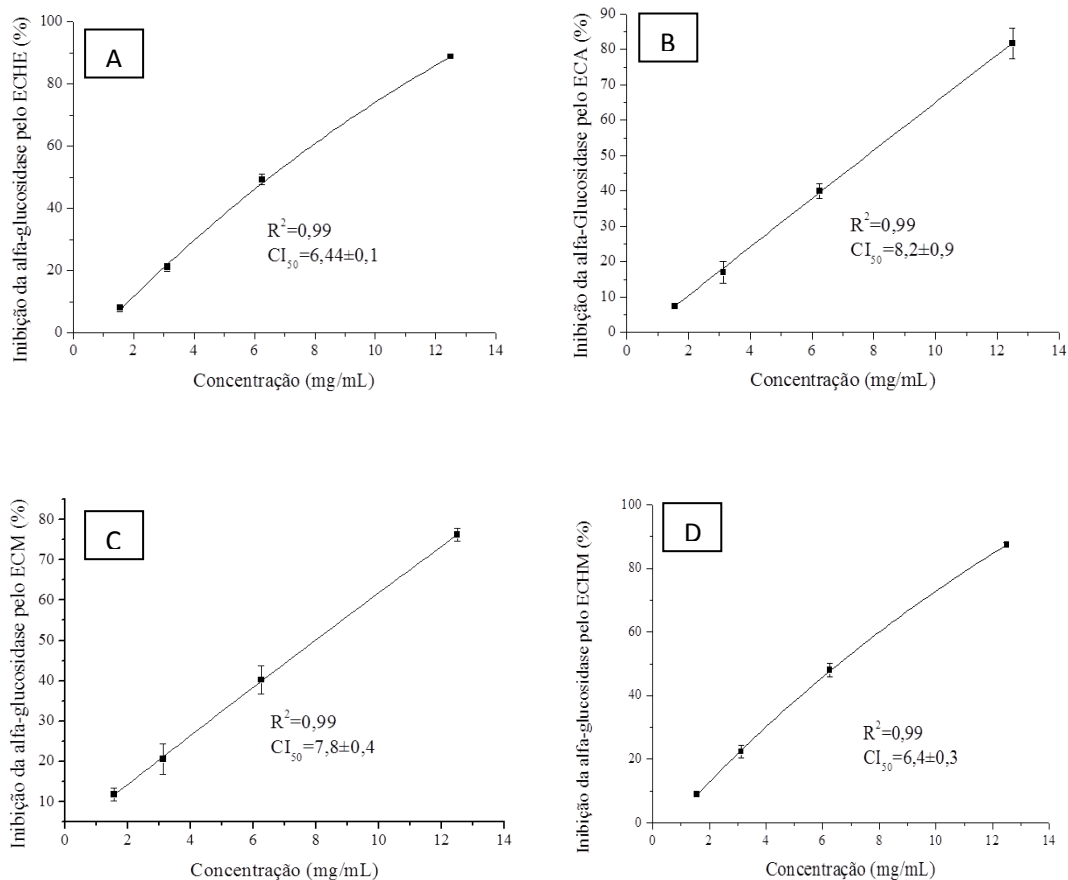 A
Inibição da alfa-glucosidase pelo ECHE (%)
100
80
60
40
20
0
R²=0,99
CI₅₀=6,44±0,1
0 2 4 6 8 10 12 14
Concentração (mg/mL)
B
Inibição da alfa-Glucosidase pelo ECA (%)
90
80
70
60
50
40
30
20
10
0
R²=0,99
CI₅₀=8,2±0,9
0 2 4 6 8 10 12 14
Concentração (mg/mL)
C
Inibição da alfa-glucosidase pelo ECM (%)
80
70
60
50
40
30
20
10
R²=0,99
CI₅₀=7,8±0,4
0 2 4 6 8 10 12 14
Concentração (mg/mL)
D
Inibição da alfa-glucosidase pelo ECHM (%)
100
80
60
40
20
0
R²=0,99
CI₅₀=6,4±0,3
0 2 4 6 8 10 12 14
Concentração (mg/mL)